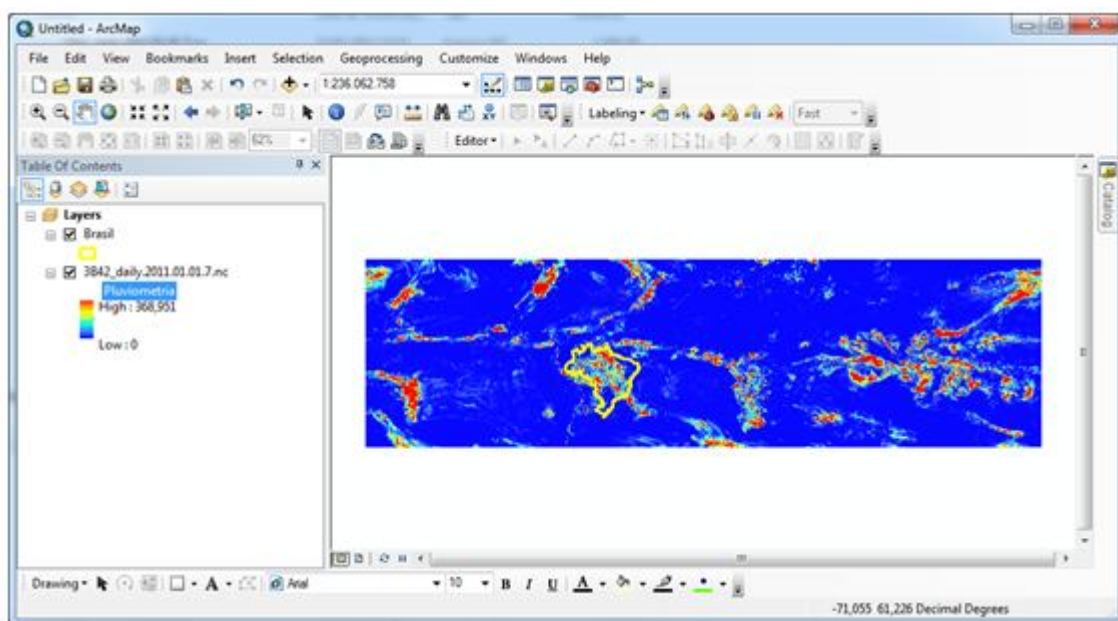 Untitled - ArcMap
File Edit View Bookmarks Insert Selection Geoprocessing Customize Windows Help
1:236.062.758
Labeling Fast
62% Editor
Table Of Contents
Catalog
Layers
Brasil
3B42_daily.2011.01.01.7.nc
Pluviometria
High : 368,951
Low : 0
Drawing A Arial 10 B I U A
-71,055 61,226 Decimal Degrees